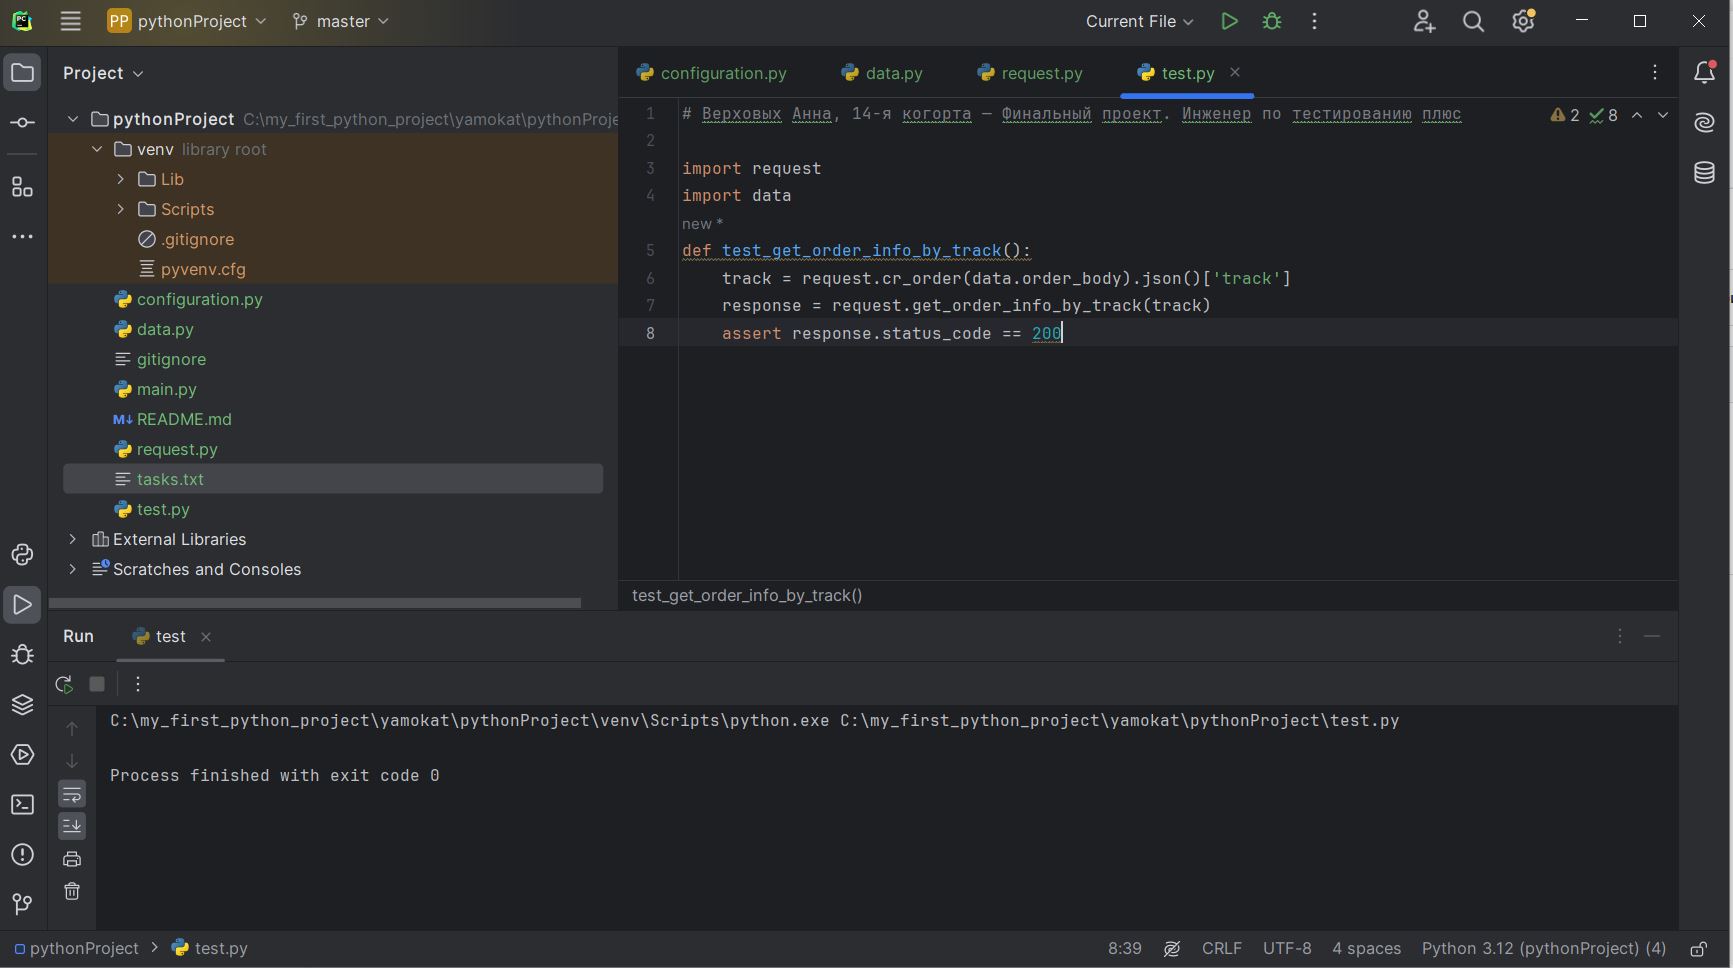 PP pythonProject master Current File
Project configuration.py data.py request.py test.py
pythonProject C:\my_first_python_project\yamokat\pythonProje
venv library root
Lib
Scripts
.gitignore
pyvenv.cfg
configuration.py
data.py
gitignore
main.py
M↓ README.md
request.py
tasks.txt
test.py
External Libraries
Scratches and Consoles
1 # Верховых Анна, 14-я когорта — Финальный проект. Инженер по тестированию плюс 2 8
2
3 import request
4 import data
new *
5 def test_get_order_info_by_track():
6 track = request.cr_order(data.order_body).json()['track']
7 response = request.get_order_info_by_track(track)
8 assert response.status_code == 200
test_get_order_info_by_track()
Run test
C:\my_first_python_project\yamokat\pythonProject\venv\Scripts\python.exe C:\my_first_python_project\yamokat\pythonProject\test.py
Process finished with exit code 0
pythonProject > test.py 8:39 CRLF UTF-8 4 spaces Python 3.12 (pythonProject) (4)